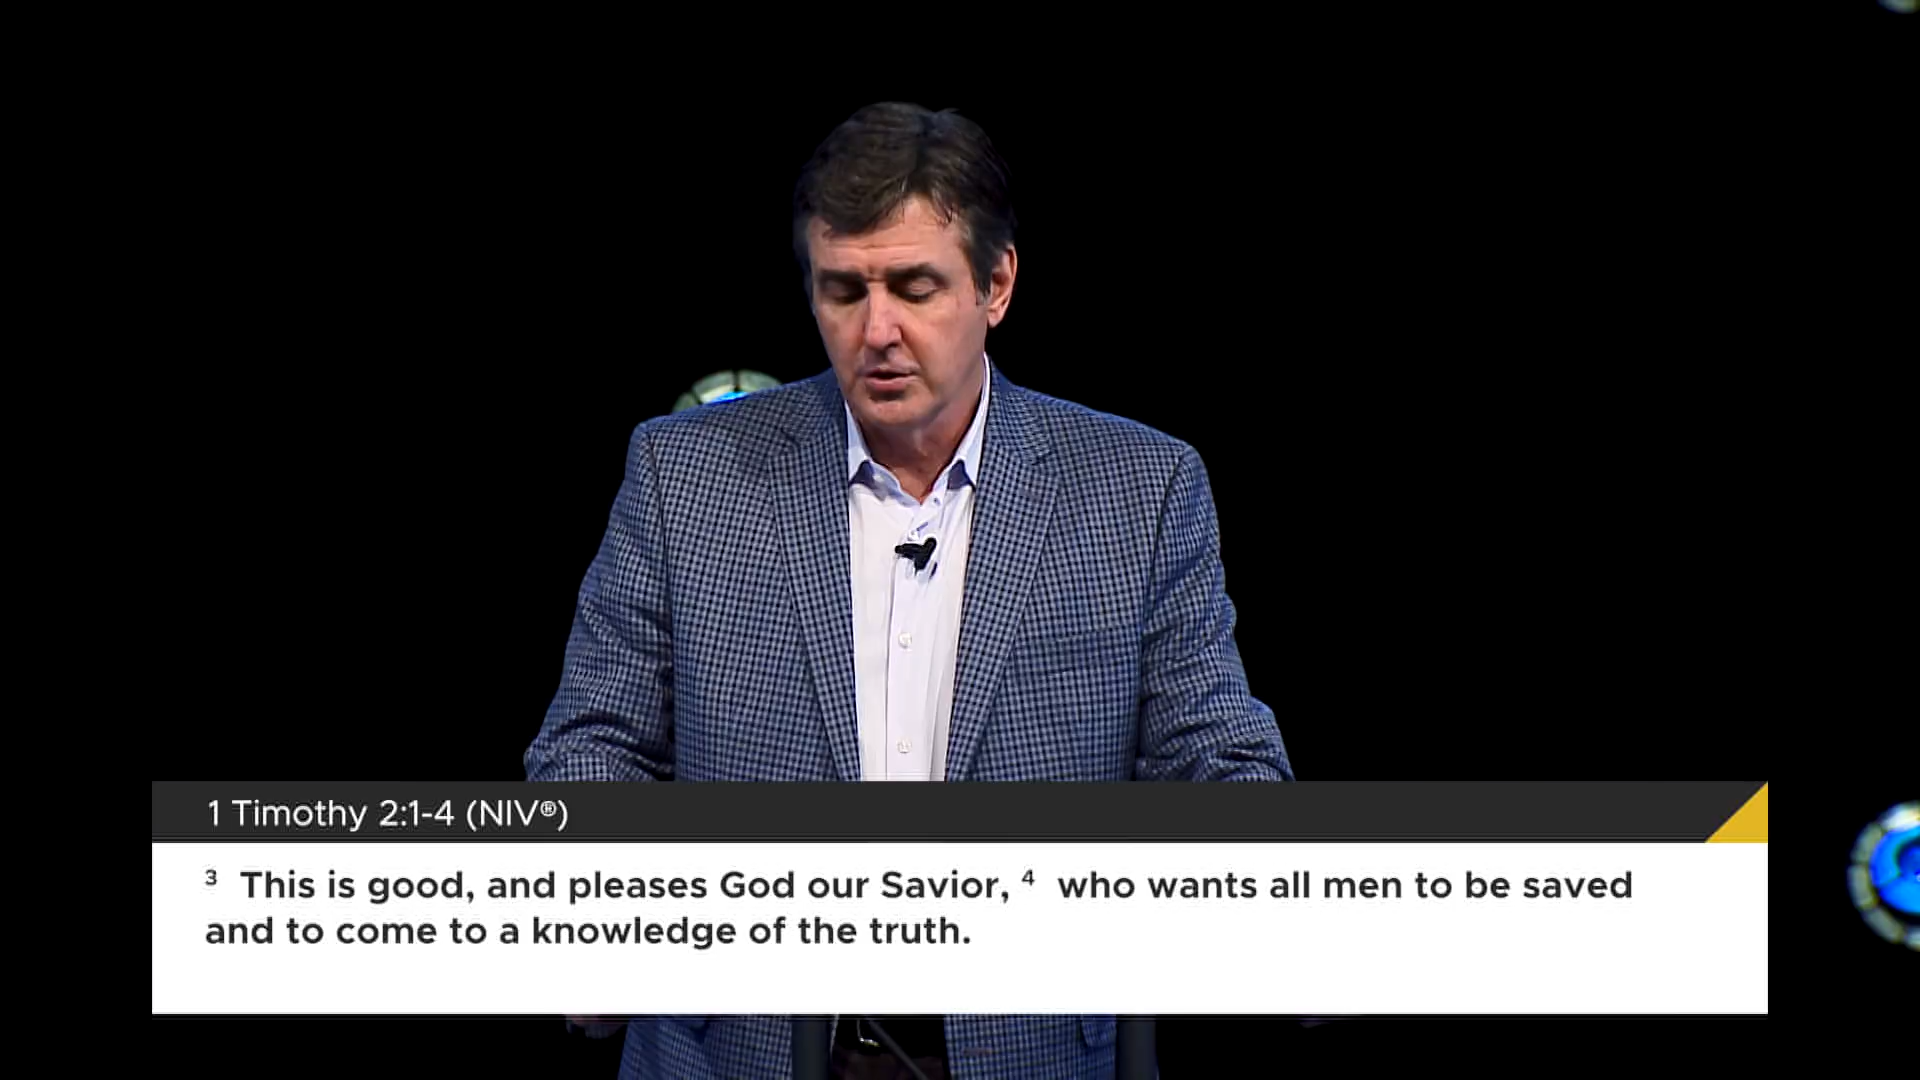 1 Timothy 2:1-4 (NIV®)
³ This is good, and pleases God our Savior, ⁴ who wants all men to be saved
and to come to a knowledge of the truth.